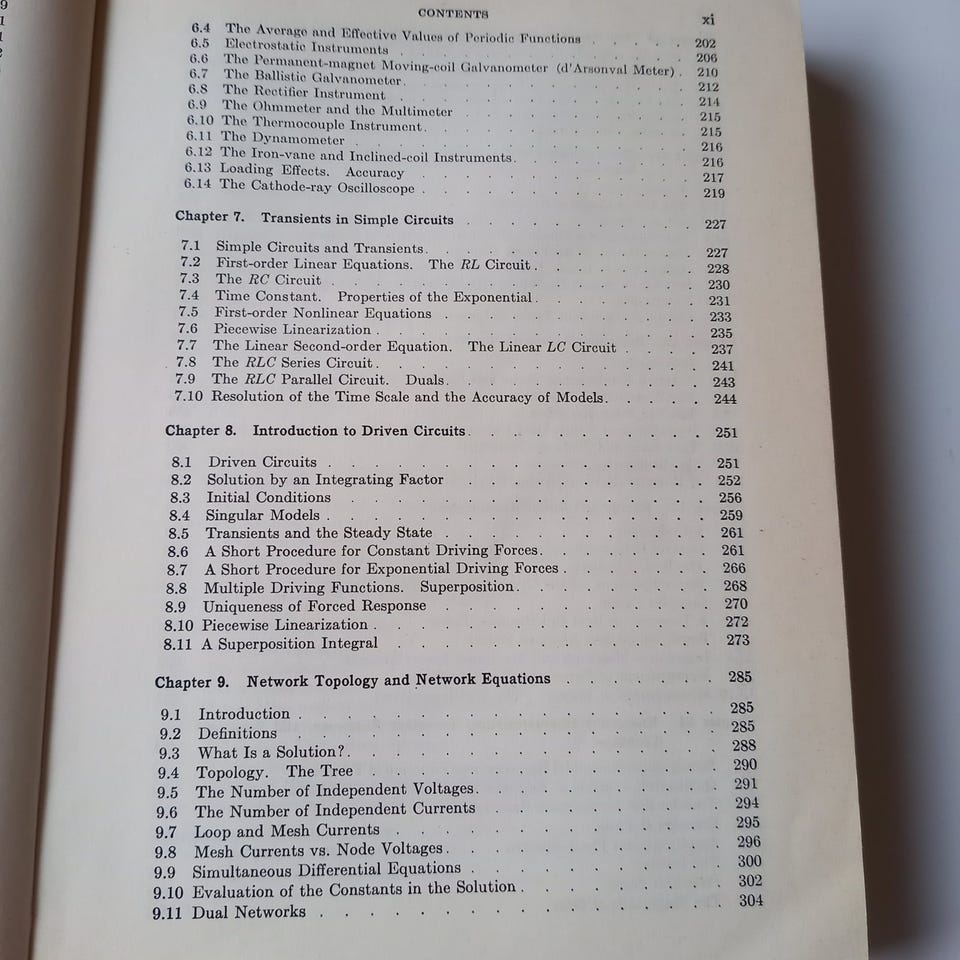 CONTENTS xi
6.4 The Average and Effective Values of Periodic Functions . . . . . 202
6.5 Electrostatic Instruments . . . . . 206
6.6 The Permanent-magnet Moving-coil Galvanometer (d'Arsonval Meter) . 210
6.7 The Ballistic Galvanometer . . . . . 212
6.8 The Rectifier Instrument . . . . . 214
6.9 The Ohmmeter and the Multimeter . . . . . 215
6.10 The Thermocouple Instrument . . . . . 215
6.11 The Dynamometer . . . . . 216
6.12 The Iron-vane and Inclined-coil Instruments . . . . . 216
6.13 Loading Effects. Accuracy . . . . . 217
6.14 The Cathode-ray Oscilloscope . . . . . 219
Chapter 7. Transients in Simple Circuits . . . . . 227
7.1 Simple Circuits and Transients . . . . . 227
7.2 First-order Linear Equations. The RL Circuit . . . . . 228
7.3 The RC Circuit . . . . . 230
7.4 Time Constant. Properties of the Exponential . . . . . 231
7.5 First-order Nonlinear Equations . . . . . 233
7.6 Piecewise Linearization . . . . . 235
7.7 The Linear Second-order Equation. The Linear LC Circuit . . . . 237
7.8 The RLC Series Circuit . . . . . 241
7.9 The RLC Parallel Circuit. Duals . . . . . 243
7.10 Resolution of the Time Scale and the Accuracy of Models . . . . . 244
Chapter 8. Introduction to Driven Circuits . . . . . 251
8.1 Driven Circuits . . . . . 251
8.2 Solution by an Integrating Factor . . . . . 252
8.3 Initial Conditions . . . . . 256
8.4 Singular Models . . . . . 259
8.5 Transients and the Steady State . . . . . 261
8.6 A Short Procedure for Constant Driving Forces . . . . . 261
8.7 A Short Procedure for Exponential Driving Forces . . . . . 266
8.8 Multiple Driving Functions. Superposition . . . . . 268
8.9 Uniqueness of Forced Response . . . . . 270
8.10 Piecewise Linearization . . . . . 272
8.11 A Superposition Integral . . . . . 273
Chapter 9. Network Topology and Network Equations . . . . . 285
9.1 Introduction . . . . . 285
9.2 Definitions . . . . . 285
9.3 What Is a Solution? . . . . . 288
9.4 Topology. The Tree . . . . . 290
9.5 The Number of Independent Voltages . . . . . 291
9.6 The Number of Independent Currents . . . . . 294
9.7 Loop and Mesh Currents . . . . . 295
9.8 Mesh Currents vs. Node Voltages . . . . . 296
9.9 Simultaneous Differential Equations . . . . . 300
9.10 Evaluation of the Constants in the Solution . . . . . 302
9.11 Dual Networks . . . . . 304